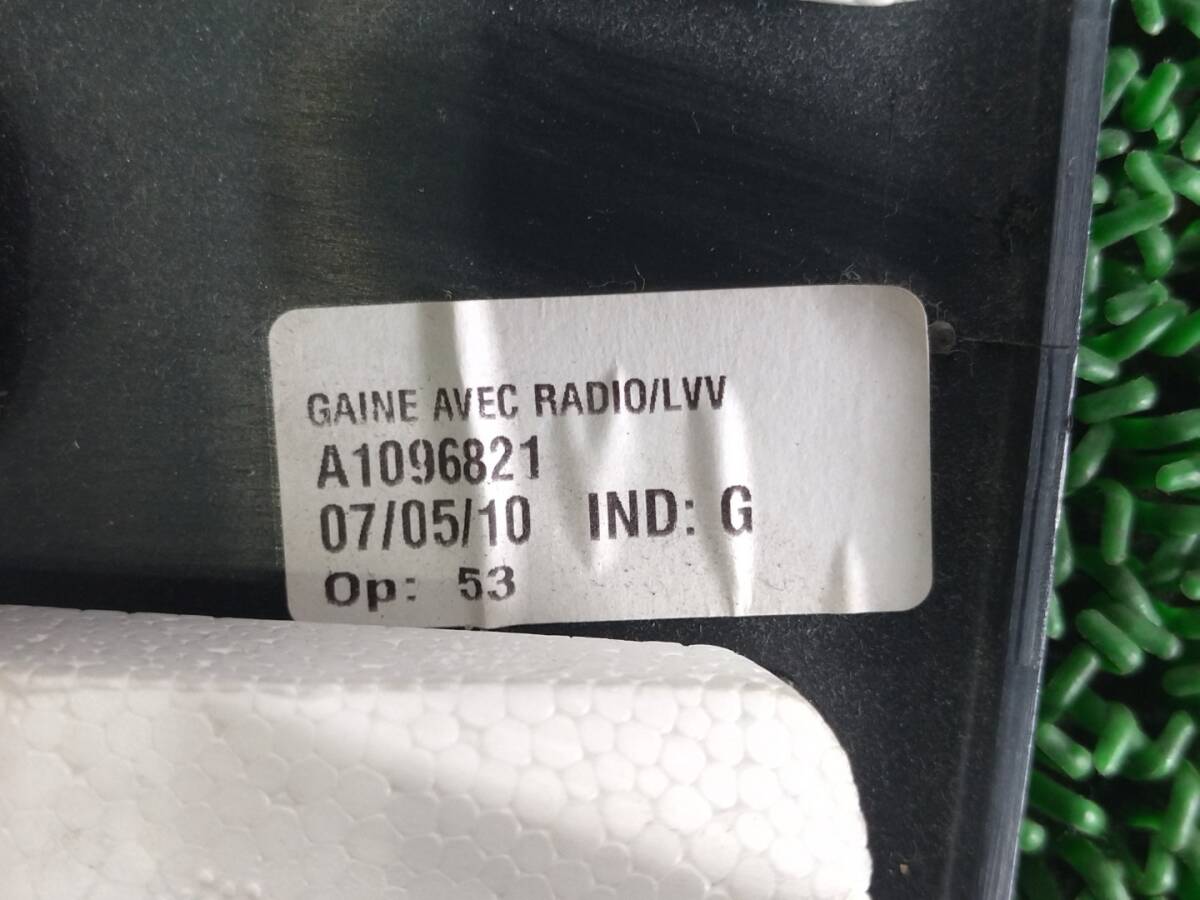 GAINE AVEC RADIO/LVV
A1096821
07/05/10 IND: G
Op: 53